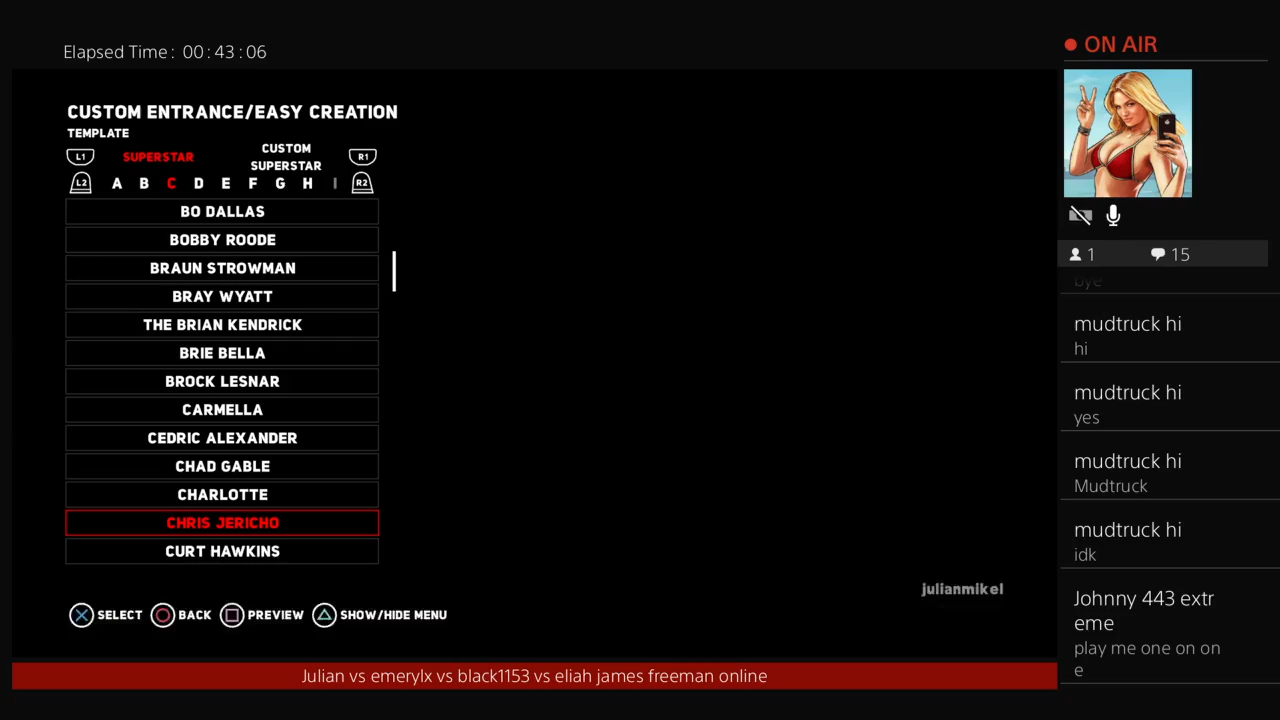 Elapsed Time: 00:43:06
ON AIR
CUSTOM ENTRANCE/EASY CREATION
TEMPLATE
L1 SUPERSTAR CUSTOM SUPERSTAR R1
L2 A B C D E F G H I R2
BO DALLAS
BOBBY ROODE
BRAUN STROWMAN
BRAY WYATT
THE BRIAN KENDRICK
BRIE BELLA
BROCK LESNAR
CARMELLA
CEDRIC ALEXANDER
CHAD GABLE
CHARLOTTE
CHRIS JERICHO
CURT HAWKINS
SELECT BACK PREVIEW SHOW/HIDE MENU
julianmikel
Julian vs emerylx vs black1153 vs eliah james freeman online
1 15
bye
mudtruck hi
hi
mudtruck hi
yes
mudtruck hi
Mudtruck
mudtruck hi
idk
Johnny 443 extr
eme
play me one on on
e